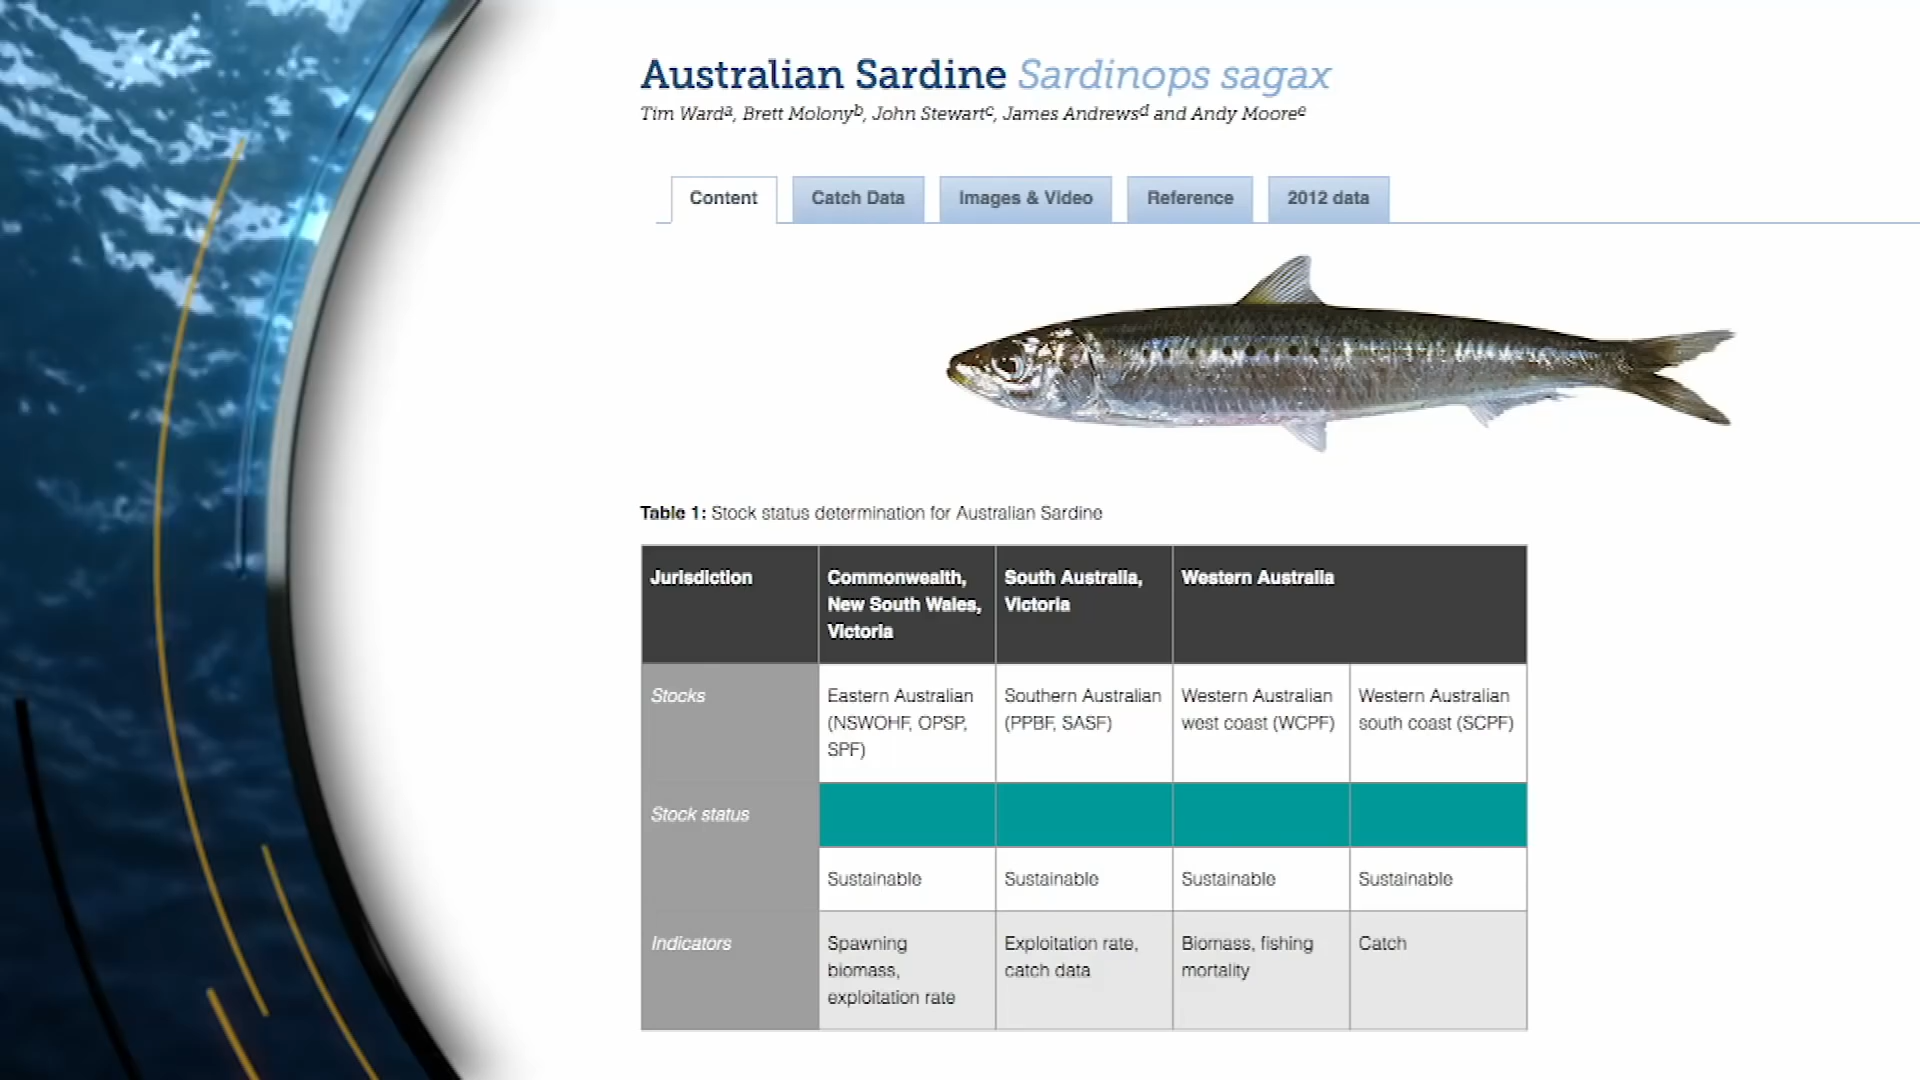 Australian Sardine Sardinops sagax
Tim Wardᵃ, Brett Molonyᵇ, John Stewartᶜ, James Andrewsᵈ and Andy Mooreᵉ
Content
Catch Data
Images & Video
Reference
2012 data
Table 1: Stock status determination for Australian Sardine
Jurisdiction
Commonwealth,
New South Wales,
Victoria
South Australia,
Victoria
Western Australia
Stocks
Eastern Australian
(NSWOHF, OPSP,
SPF)
Southern Australian
(PPBF, SASF)
Western Australian
west coast (WCPF)
Western Australian
south coast (SCPF)
Stock status
Sustainable
Sustainable
Sustainable
Sustainable
Indicators
Spawning
biomass,
exploitation rate
Exploitation rate,
catch data
Biomass, fishing
mortality
Catch